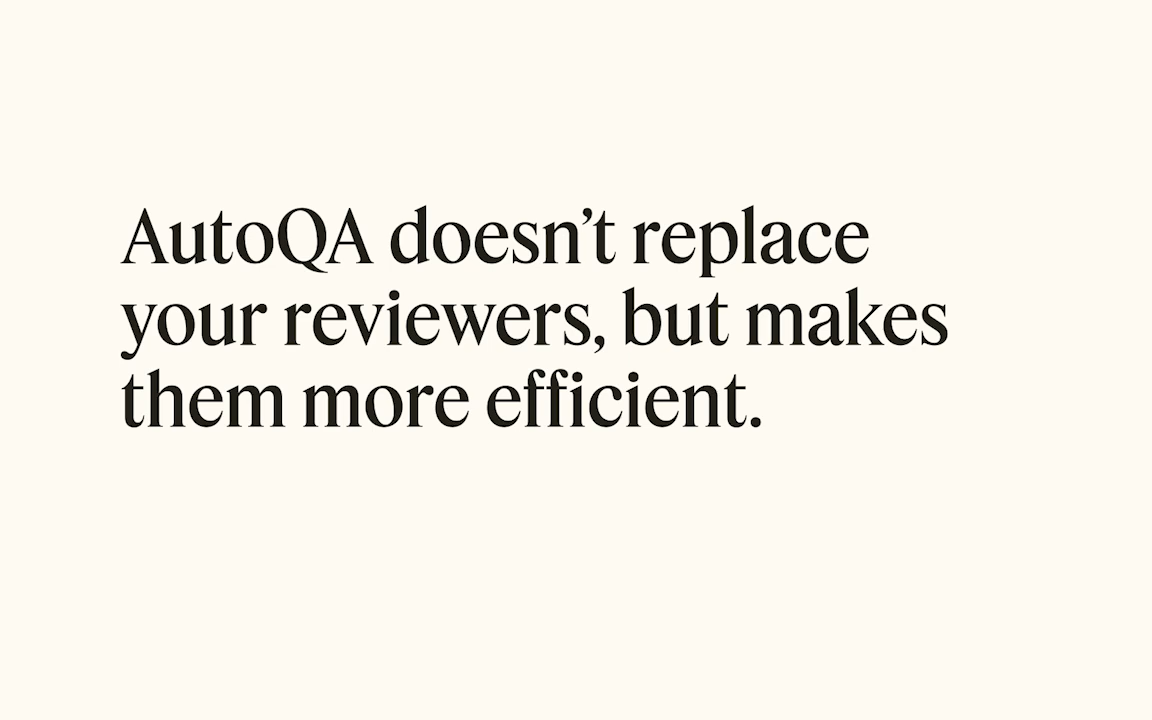 AutoQA doesn’t replace
your reviewers, but makes
them more efficient.